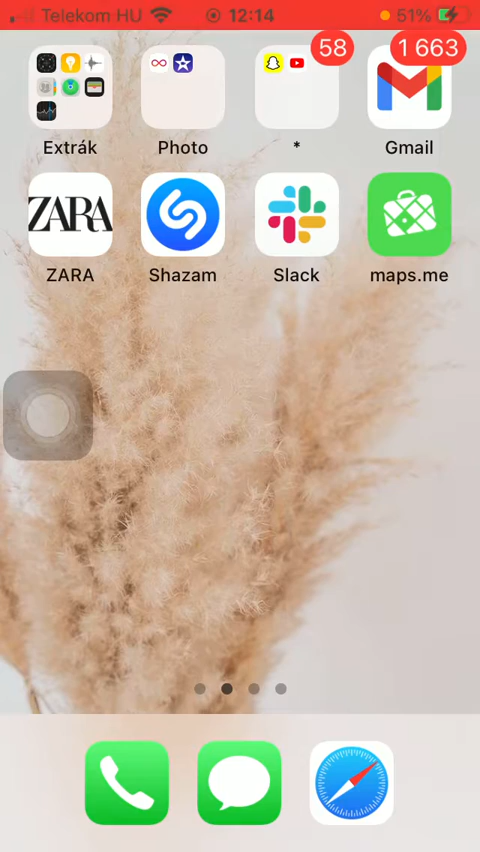 Telekom HU 12:14 51%
58 1 663
Extrák Photo * Gmail
ZARA
ZARA Shazam Slack maps.me